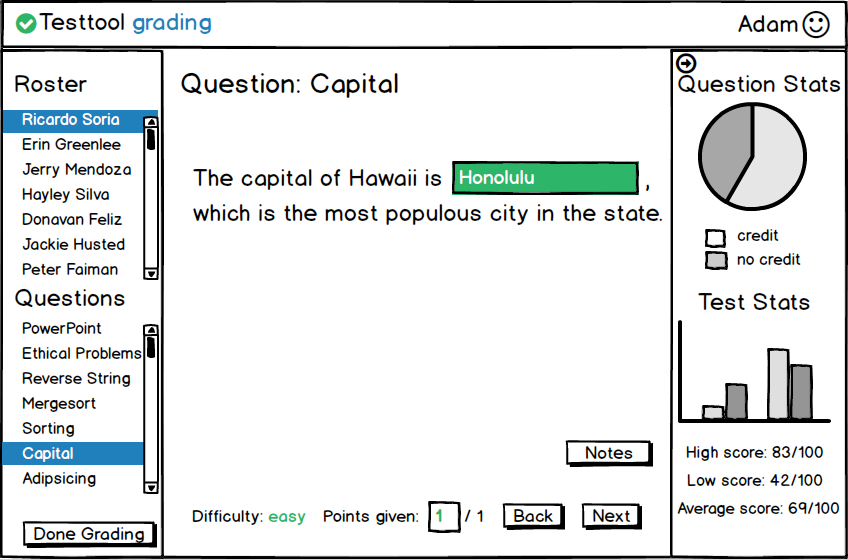 Testtool grading
Adam
Roster
Ricardo Soria
Erin Greenlee
Jerry Mendoza
Hayley Silva
Donavan Feliz
Jackie Husted
Peter Faiman
Questions
PowerPoint
Ethical Problems
Reverse String
Mergesort
Sorting
Capital
Adipsicing
Done Grading
Question: Capital
The capital of Hawaii is Honolulu ,
which is the most populous city in the state.
Notes
Difficulty: easy Points given: 1 / 1 Back Next
Question Stats
credit
no credit
Test Stats
High score: 83/100
Low score: 42/100
Average score: 69/100